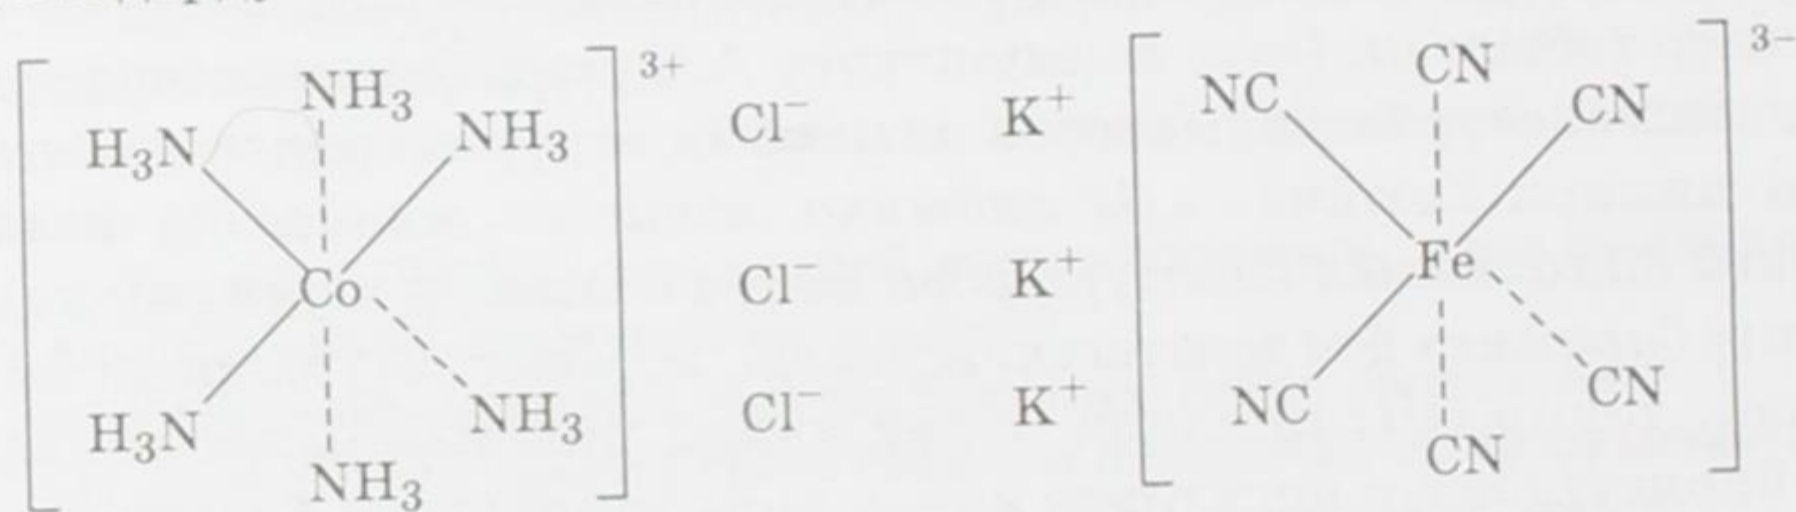 NH₃
H₃N
NH₃
Co
H₃N
NH₃
NH₃
3+
Cl⁻
Cl⁻
Cl⁻
K⁺
K⁺
K⁺
CN
NC
CN
Fe
NC
CN
CN
3−